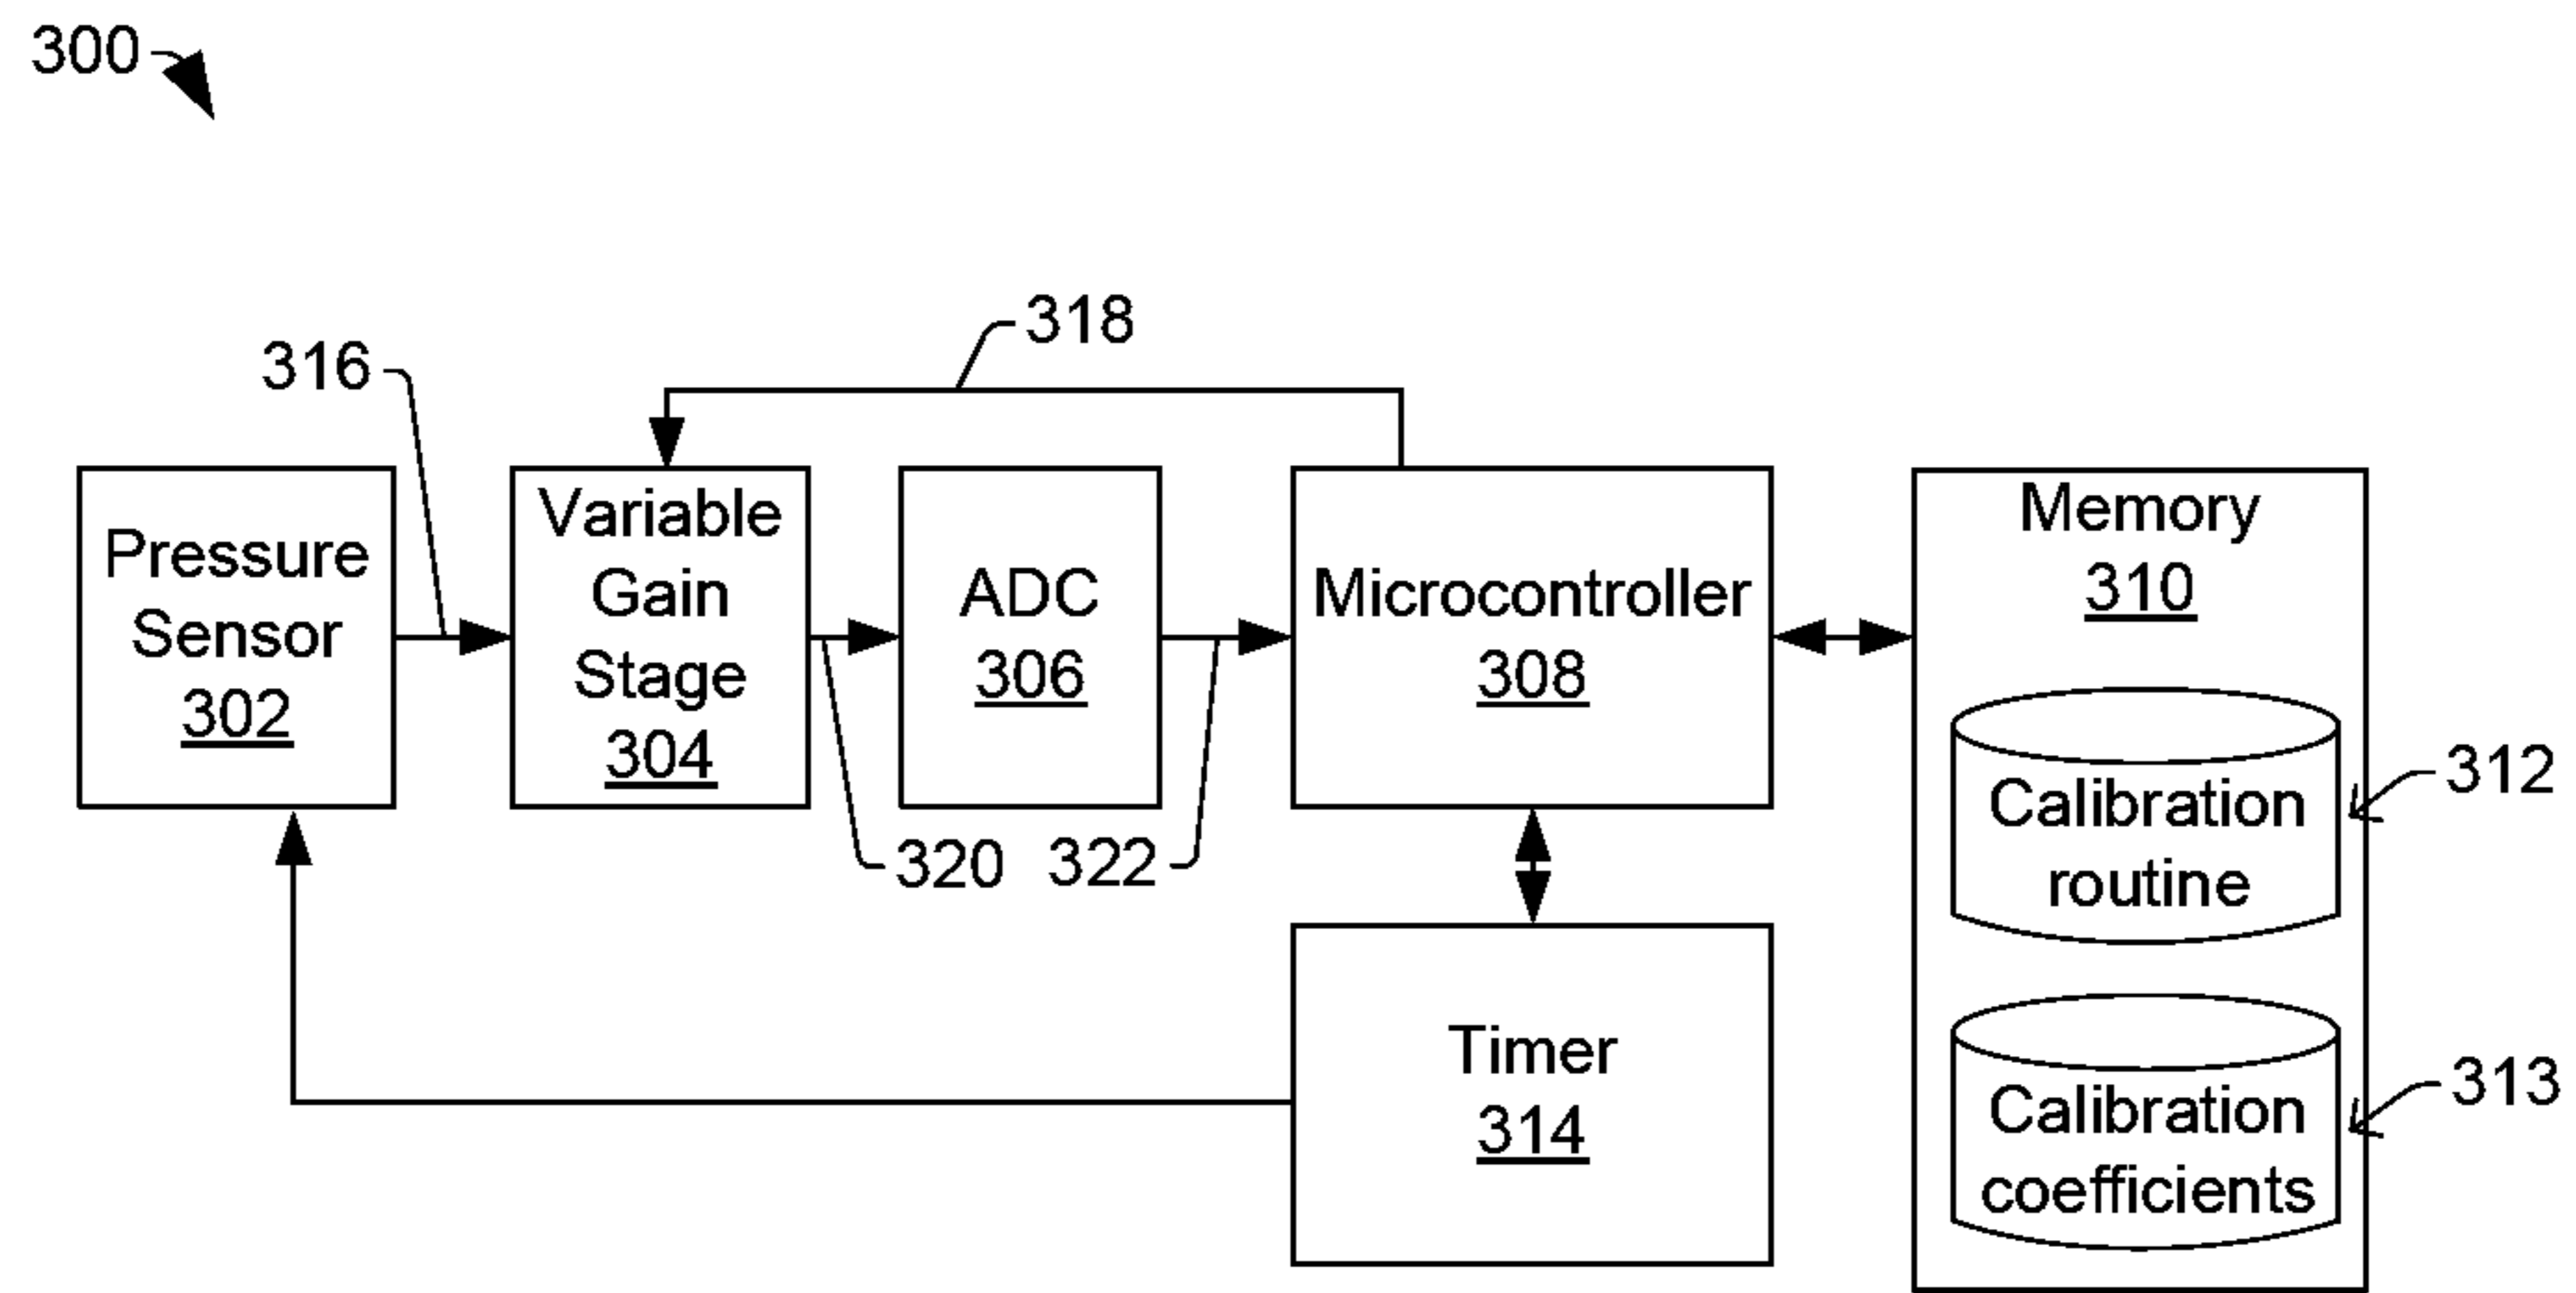 300
316
318
Pressure
Sensor
302
Variable
Gain
Stage
304
ADC
306
Microcontroller
308
Memory
310
320
322
Calibration
routine
312
Timer
314
Calibration
coefficients
313